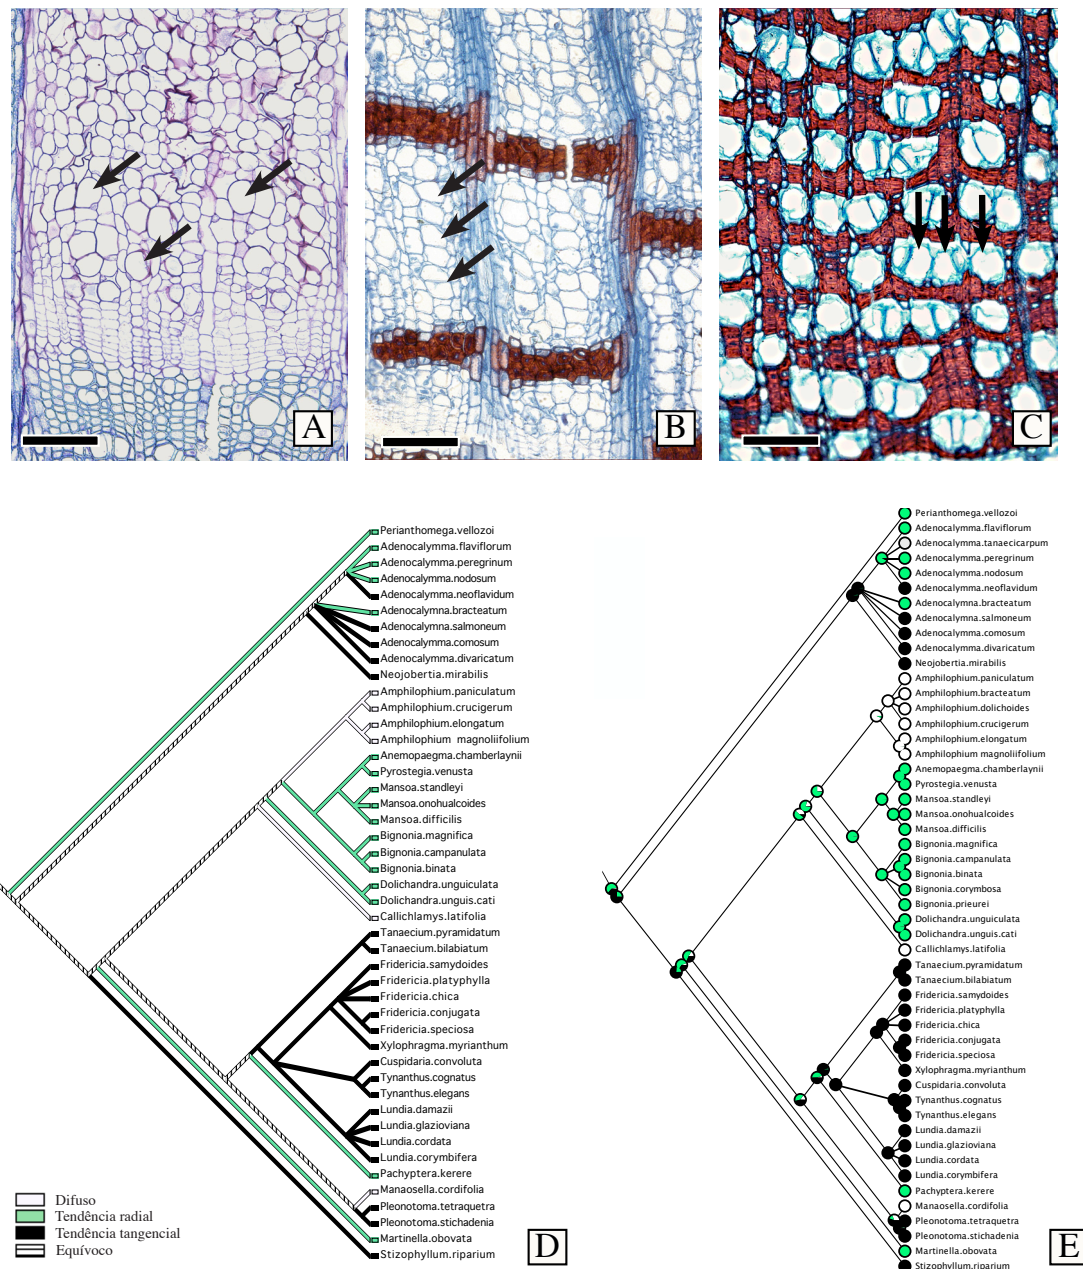 A
B
C
Perianthomega.vellozoi
Adenocalymma.flaviflorum
Adenocalymma.peregrinum
Adenocalymma.nodosum
Adenocalymma.neoflavidum
Adenocalymna.bracteatum
Adenocalymna.salmoneum
Adenocalymma.comosum
Adenocalymma.divaricatum
Neojobertia.mirabilis
Amphilophium.paniculatum
Amphilophium.crucigerum
Amphilophium.elongatum
Amphilophium magnoliifolium
Anemopaegma.chamberlaynii
Pyrostegia.venusta
Mansoa.standleyi
Mansoa.onohualcoides
Mansoa.difficilis
Bignonia.magnifica
Bignonia.campanulata
Bignonia.binata
Dolichandra.unguiculata
Dolichandra.unguis.cati
Callichlamys.latifolia
Tanaecium.pyramidatum
Tanaecium.bilabiatum
Fridericia.samydoides
Fridericia.platyphylla
Fridericia.chica
Fridericia.conjugata
Fridericia.speciosa
Xylophragma.myrianthum
Cuspidaria.convoluta
Tynanthus.cognatus
Tynanthus.elegans
Lundia.damazii
Lundia.glazioviana
Lundia.cordata
Lundia.corymbifera
Pachyptera.kerere
Manaosella.cordifolia
Pleonotoma.tetraquetra
Pleonotoma.stichadenia
Martinella.obovata
Stizophyllum.riparium
Difuso
Tendência radial
Tendência tangencial
Equívoco
D
Perianthomega.vellozoi
Adenocalymma.flaviflorum
Adenocalymma.tanaecicarpum
Adenocalymma.peregrinum
Adenocalymma.nodosum
Adenocalymma.neoflavidum
Adenocalymna.bracteatum
Adenocalymna.salmoneum
Adenocalymma.comosum
Adenocalymma.divaricatum
Neojobertia.mirabilis
Amphilophium.paniculatum
Amphilophium.bracteatum
Amphilophium.dolichoides
Amphilophium.crucigerum
Amphilophium.elongatum
Amphilophium magnoliifolium
Anemopaegma.chamberlaynii
Pyrostegia.venusta
Mansoa.standleyi
Mansoa.onohualcoides
Mansoa.difficilis
Bignonia.magnifica
Bignonia.campanulata
Bignonia.binata
Bignonia.corymbosa
Bignonia.prieurei
Dolichandra.unguiculata
Dolichandra.unguis.cati
Callichlamys.latifolia
Tanaecium.pyramidatum
Tanaecium.bilabiatum
Fridericia.samydoides
Fridericia.platyphylla
Fridericia.chica
Fridericia.conjugata
Fridericia.speciosa
Xylophragma.myrianthum
Cuspidaria.convoluta
Tynanthus.cognatus
Tynanthus.elegans
Lundia.damazii
Lundia.glazioviana
Lundia.cordata
Lundia.corymbifera
Pachyptera.kerere
Manaosella.cordifolia
Pleonotoma.tetraquetra
Pleonotoma.stichadenia
Martinella.obovata
Stizophyllum.riparium
E